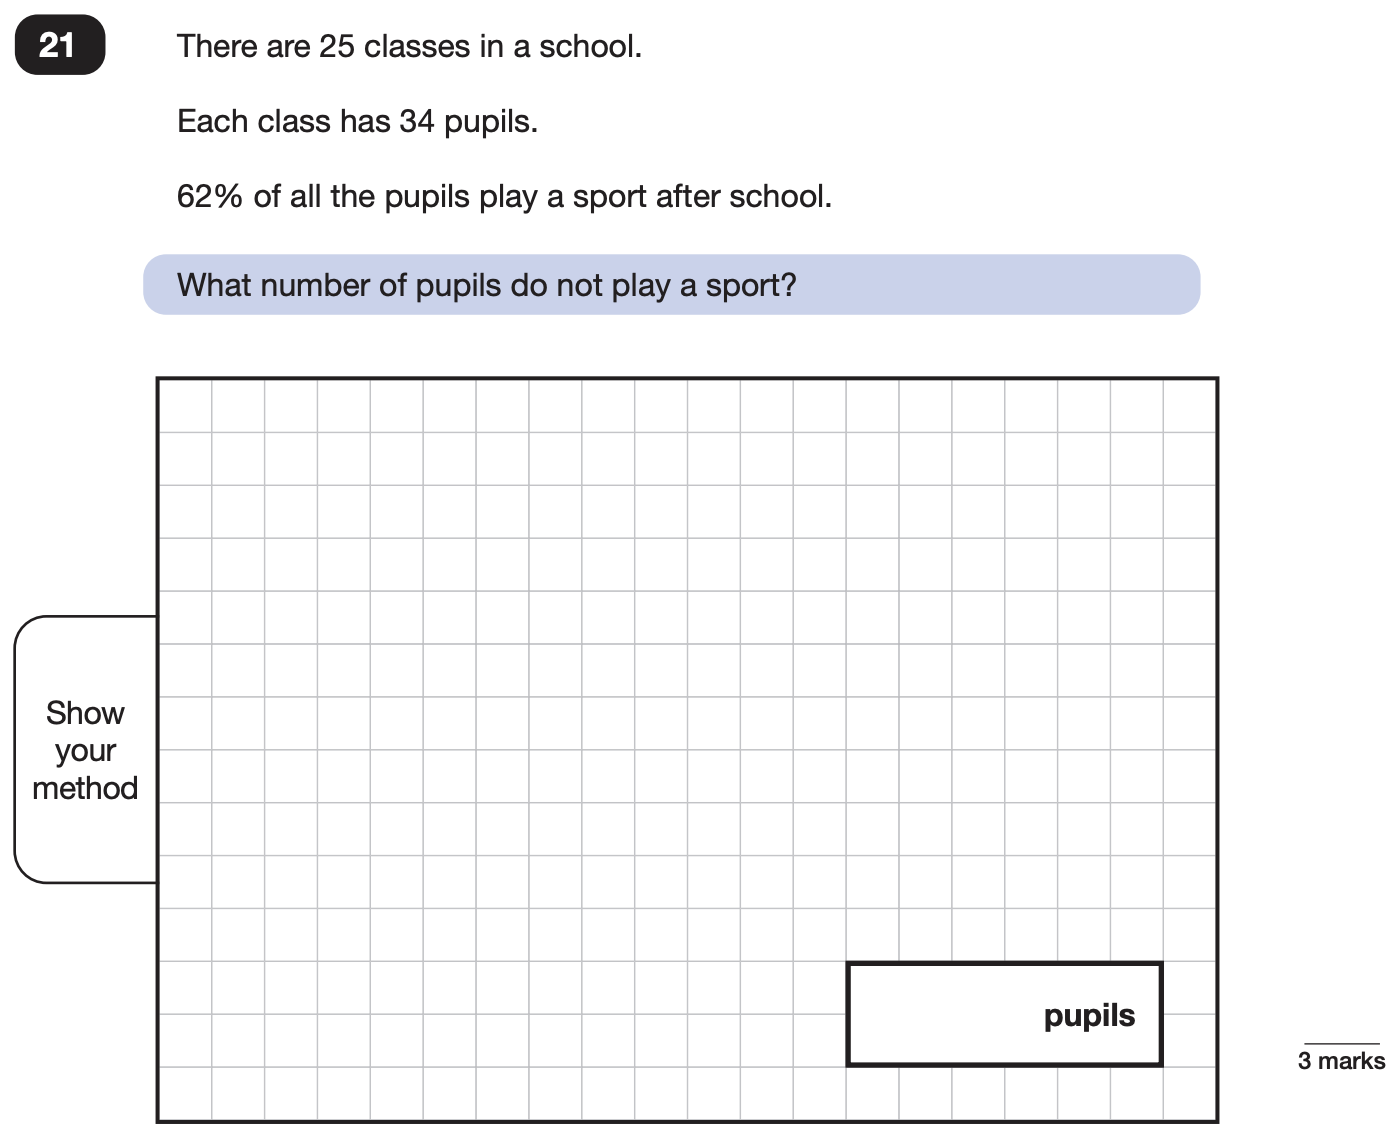 21
There are 25 classes in a school.
Each class has 34 pupils.
62% of all the pupils play a sport after school.
What number of pupils do not play a sport?
Show
your
method
pupils
3 marks